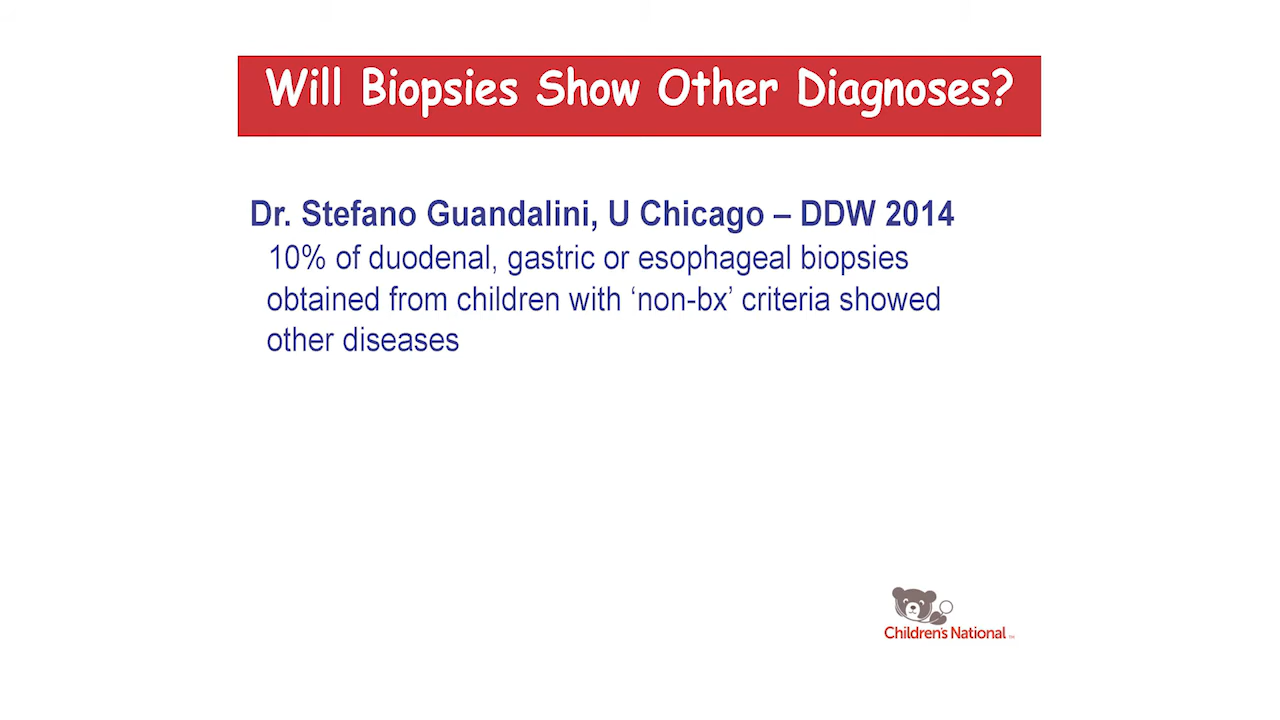 Will Biopsies Show Other Diagnoses?
Dr. Stefano Guandalini, U Chicago – DDW 2014
10% of duodenal, gastric or esophageal biopsies
obtained from children with ‘non-bx’ criteria showed
other diseases
Children's National